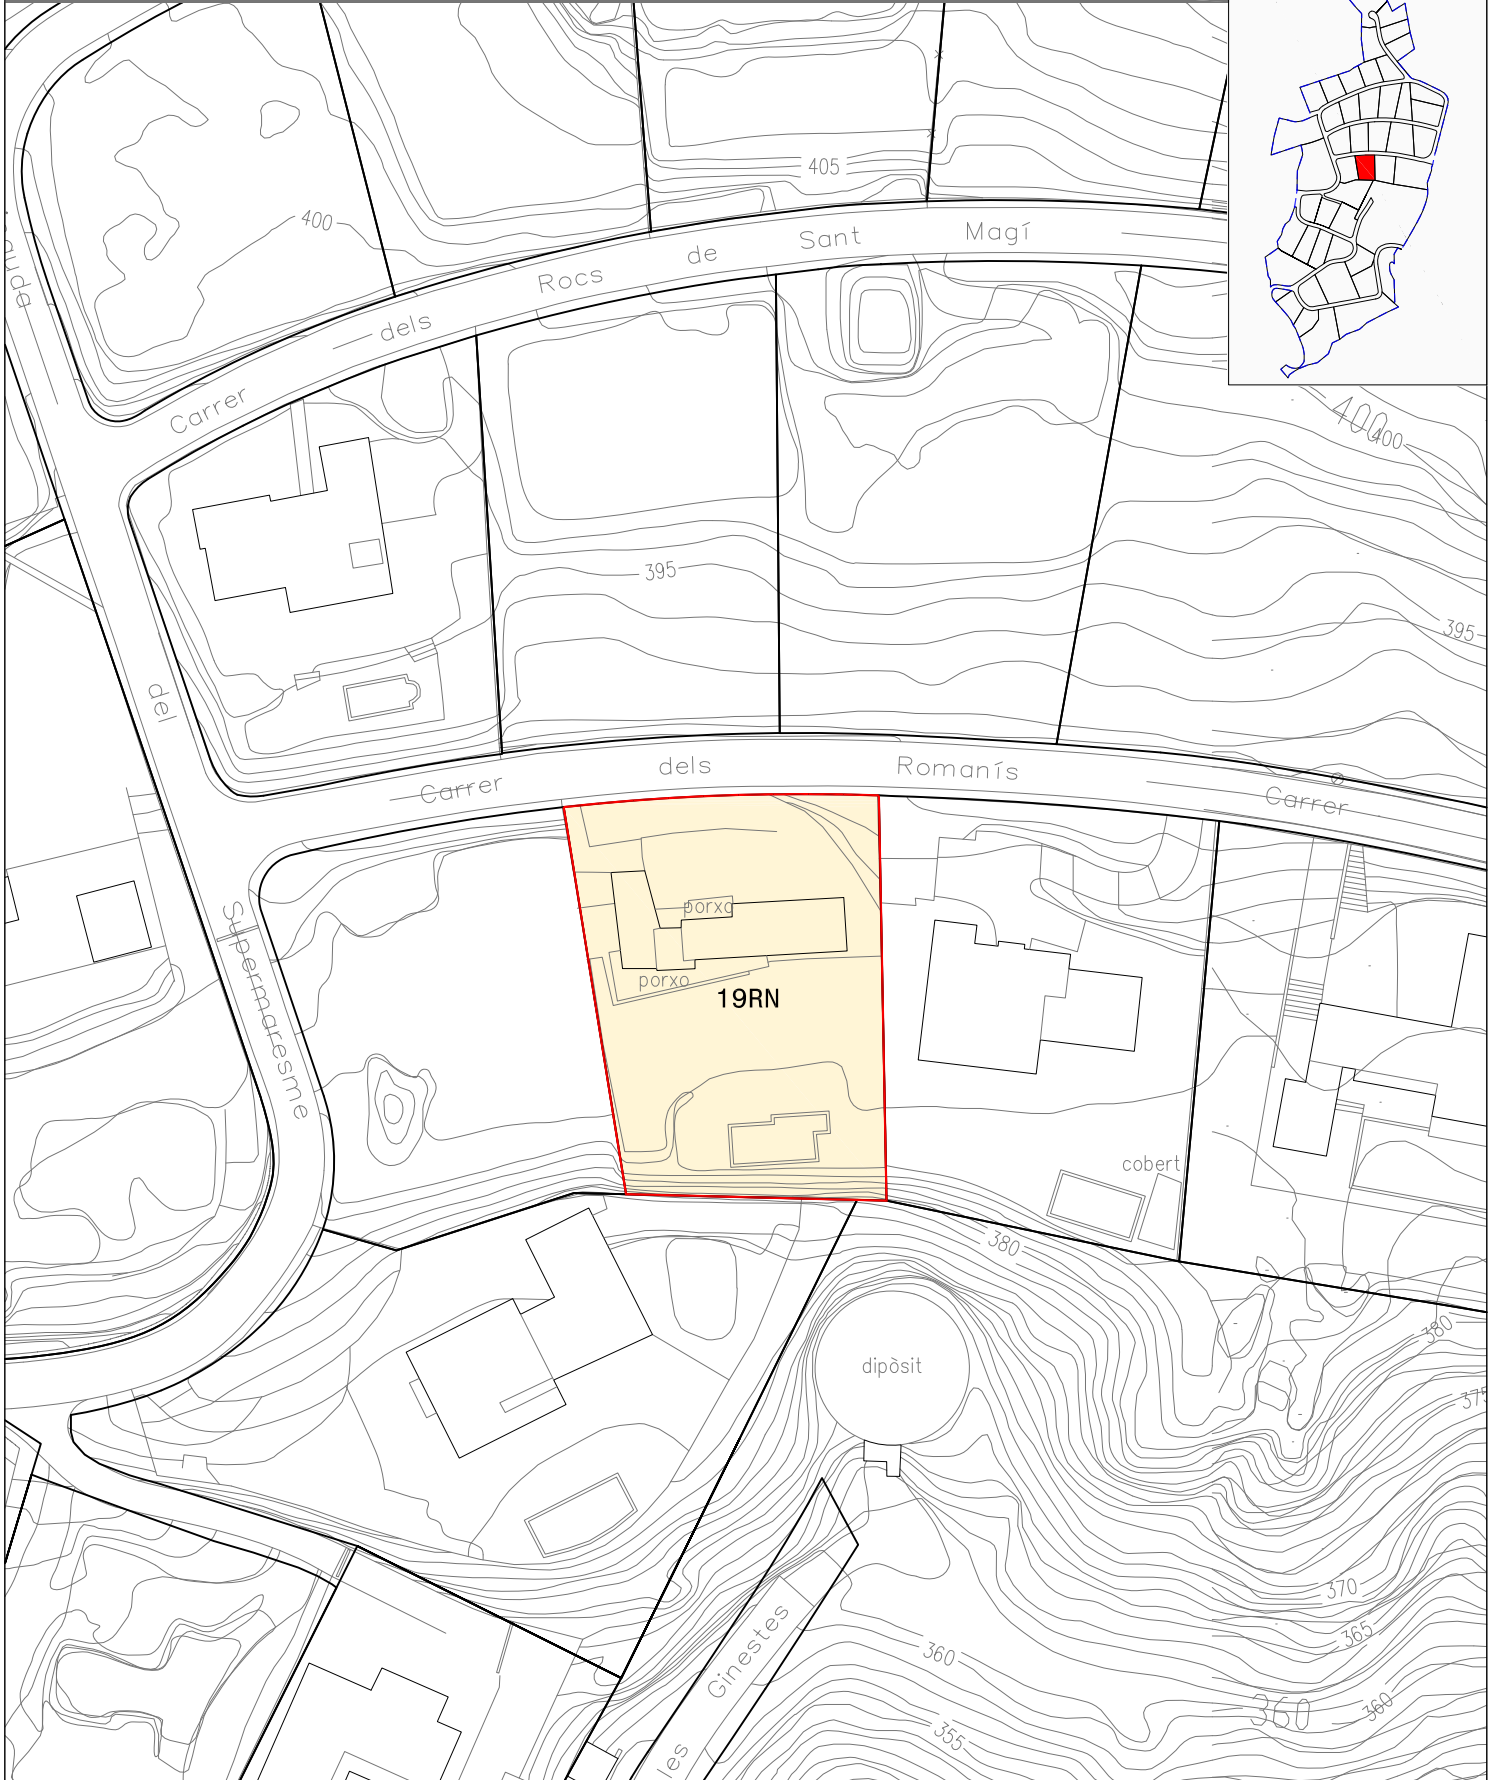 405
400
Carrer dels Rocs de Sant Magí
400
400
395
395
del
Carrer dels Romanís
Carrer
Supermaresme
porxo
porxo
19RN
cobert
380
380
dipòsit
375
370
365
360
360
360
355
Ginestes
les